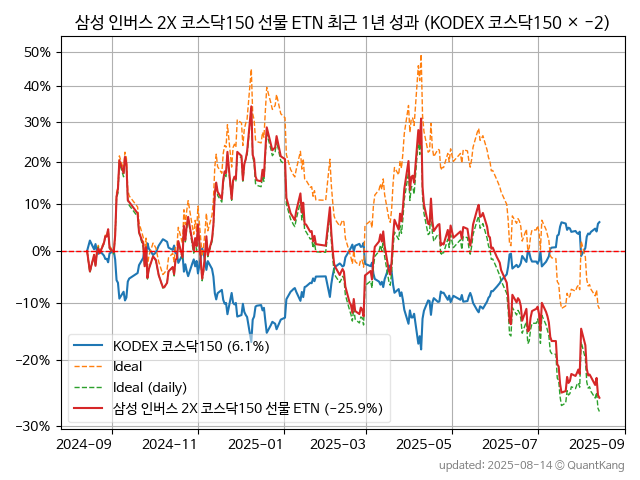 삼성 인버스 2X 코스닥150 선물 ETN 최근 1년 성과 (KODEX 코스닥150 × −2)
50%
40%
30%
20%
10%
0%
−10%
−20%
−30%
KODEX 코스닥150 (6.1%)
Ideal
Ideal (daily)
삼성 인버스 2X 코스닥150 선물 ETN (−25.9%)
2024-09
2024-11
2025-01
2025-03
2025-05
2025-07
2025-09
updated: 2025-08-14 © QuantKang